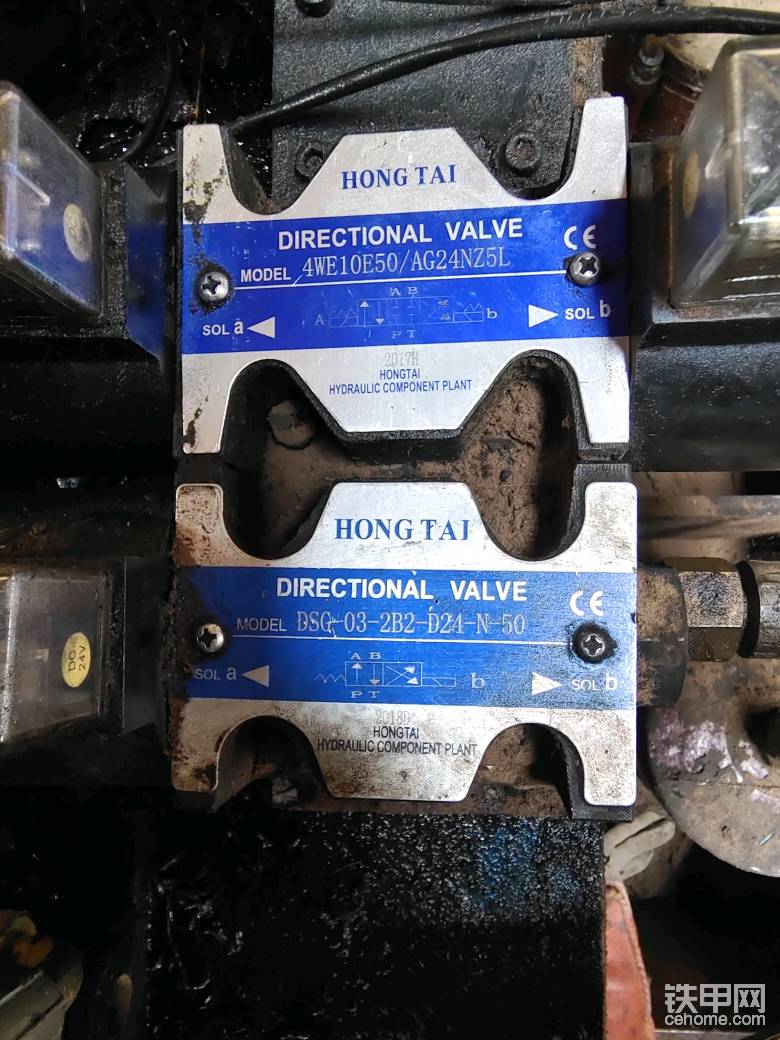 HONG TAI
DIRECTIONAL VALVE CE
MODEL 4WE10E50/AG24NZ5L
A B
A b
SOL a SOL b
P T
2017H
HONGTAI
HYDRAULIC COMPONENT PLANT
HONG TAI
DIRECTIONAL VALVE CE
MODEL DSG-03-2B2-D24-N-50
A B
SOL a b SOL b
P T
DC
24V
2018D
HONGTAI
HYDRAULIC COMPONENT PLANT
铁甲网
cehome.com